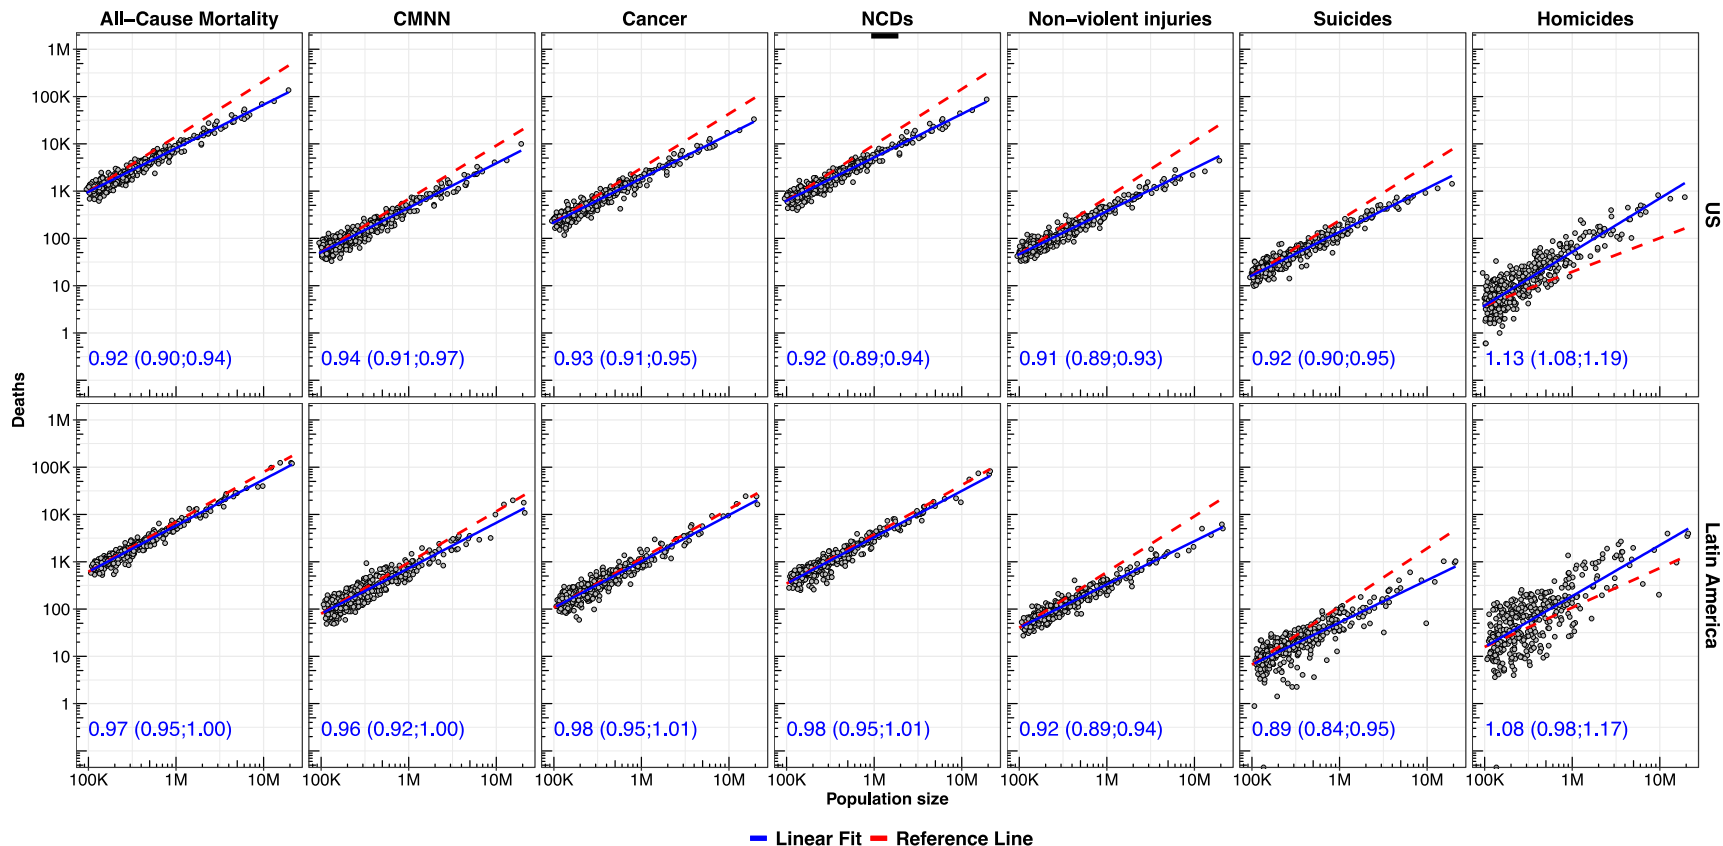 All−Cause Mortality CMNN Cancer NCDs Non−violent injuries Suicides Homicides
1M
100K
10K
1K
100
10
1
0.92 (0.90;0.94) 0.94 (0.91;0.97) 0.93 (0.91;0.95) 0.92 (0.89;0.94) 0.91 (0.89;0.93) 0.92 (0.90;0.95) 1.13 (1.08;1.19)
US
Deaths
1M
100K
10K
1K
100
10
1
0.97 (0.95;1.00) 0.96 (0.92;1.00) 0.98 (0.95;1.01) 0.98 (0.95;1.01) 0.92 (0.89;0.94) 0.89 (0.84;0.95) 1.08 (0.98;1.17)
Latin America
100K 1M 10M 100K 1M 10M 100K 1M 10M 100K 1M 10M 100K 1M 10M 100K 1M 10M 100K 1M 10M
Population size
Linear Fit Reference Line